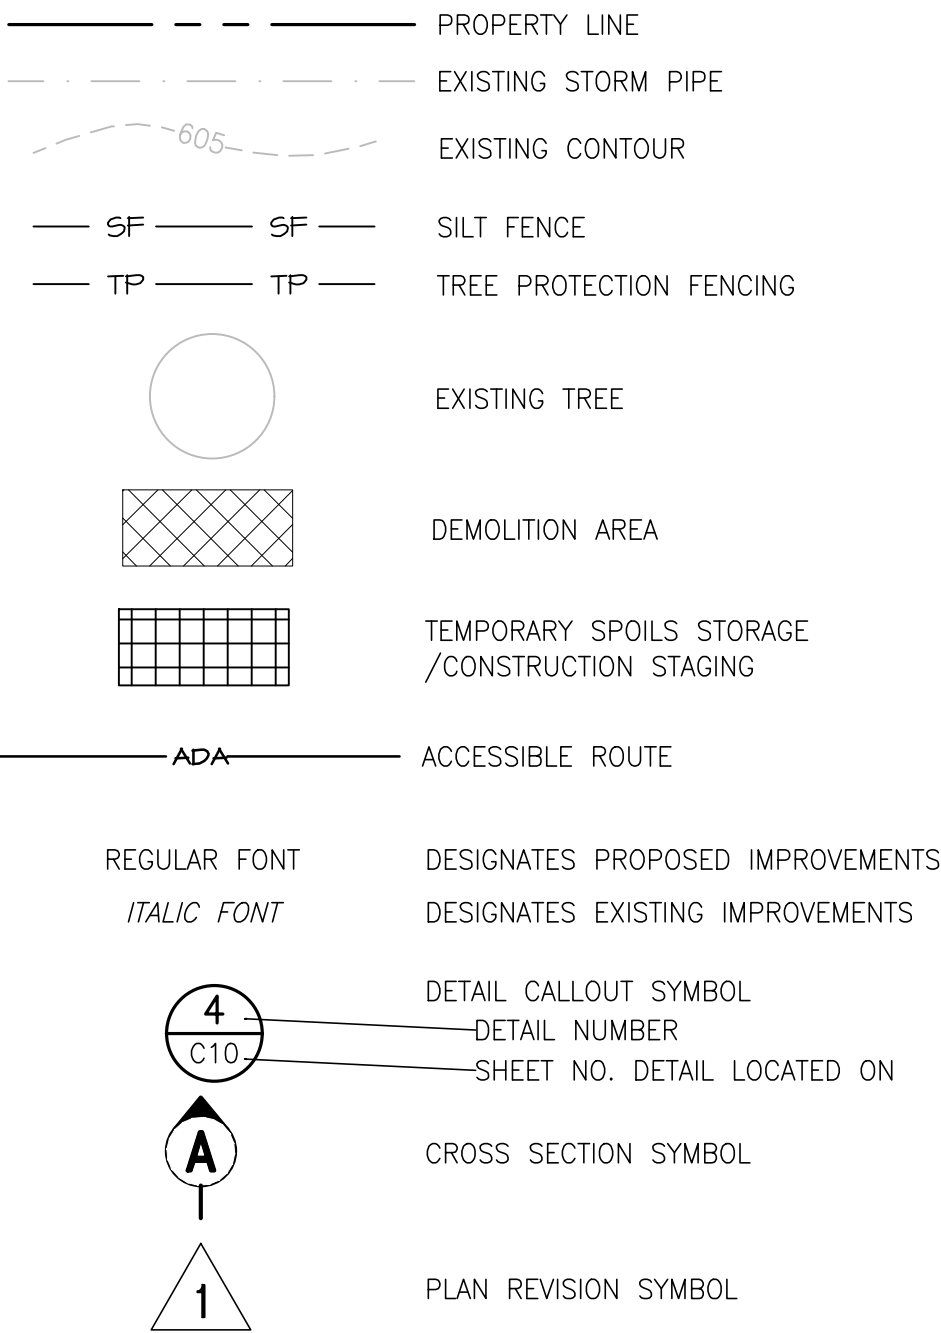 PROPERTY LINE
EXISTING STORM PIPE
605
EXISTING CONTOUR
SF SF SILT FENCE
TP TP TREE PROTECTION FENCING
EXISTING TREE
DEMOLITION AREA
TEMPORARY SPOILS STORAGE
/CONSTRUCTION STAGING
ADA ACCESSIBLE ROUTE
REGULAR FONT DESIGNATES PROPOSED IMPROVEMENTS
ITALIC FONT DESIGNATES EXISTING IMPROVEMENTS
DETAIL CALLOUT SYMBOL
4 DETAIL NUMBER
C10 SHEET NO. DETAIL LOCATED ON
A CROSS SECTION SYMBOL
1 PLAN REVISION SYMBOL